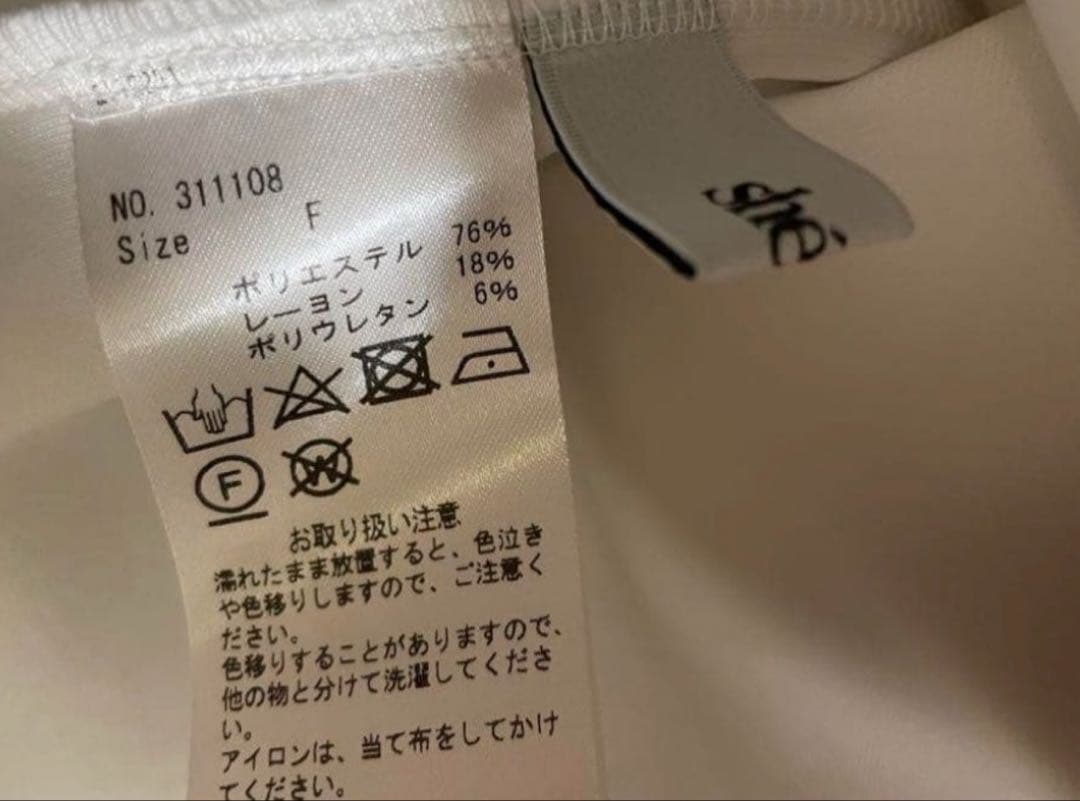 NO. 311108
Size F
ポリエステル 76%
レーヨン 18%
ポリウレタン 6%
F
W
お取り扱い注意
濡れたまま放置すると、色泣き
や色移りしますので、ご注意く
ださい。
色移りすることがありますので、
他の物と分けて洗濯してくださ
い。
アイロンは、当て布をしてかけ
てください。